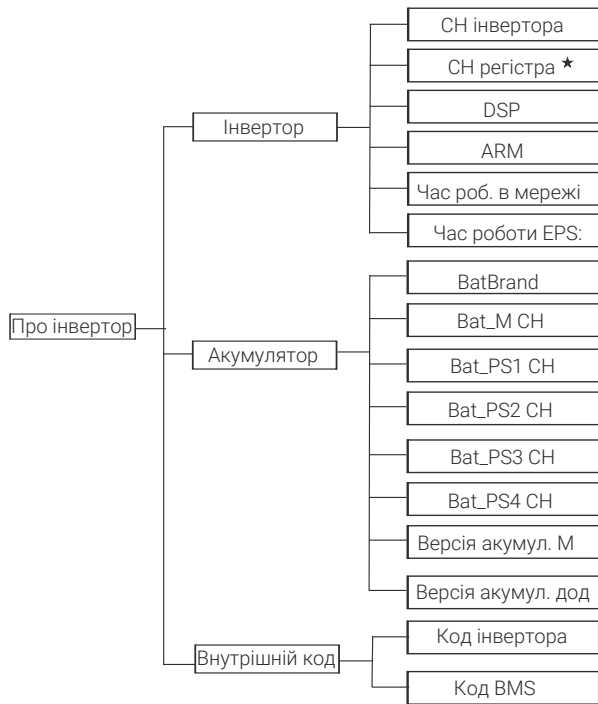 Про інвертор
Інвертор
СН інвертора
СН регістра ★
DSP
ARM
Час роб. в мережі
Час роботи EPS:
Акумулятор
BatBrand
Bat_M СН
Bat_PS1 СН
Bat_PS2 СН
Bat_PS3 СН
Bat_PS4 СН
Версія акумул. М
Версія акумул. дод
Внутрішній код
Код інвертора
Код BMS